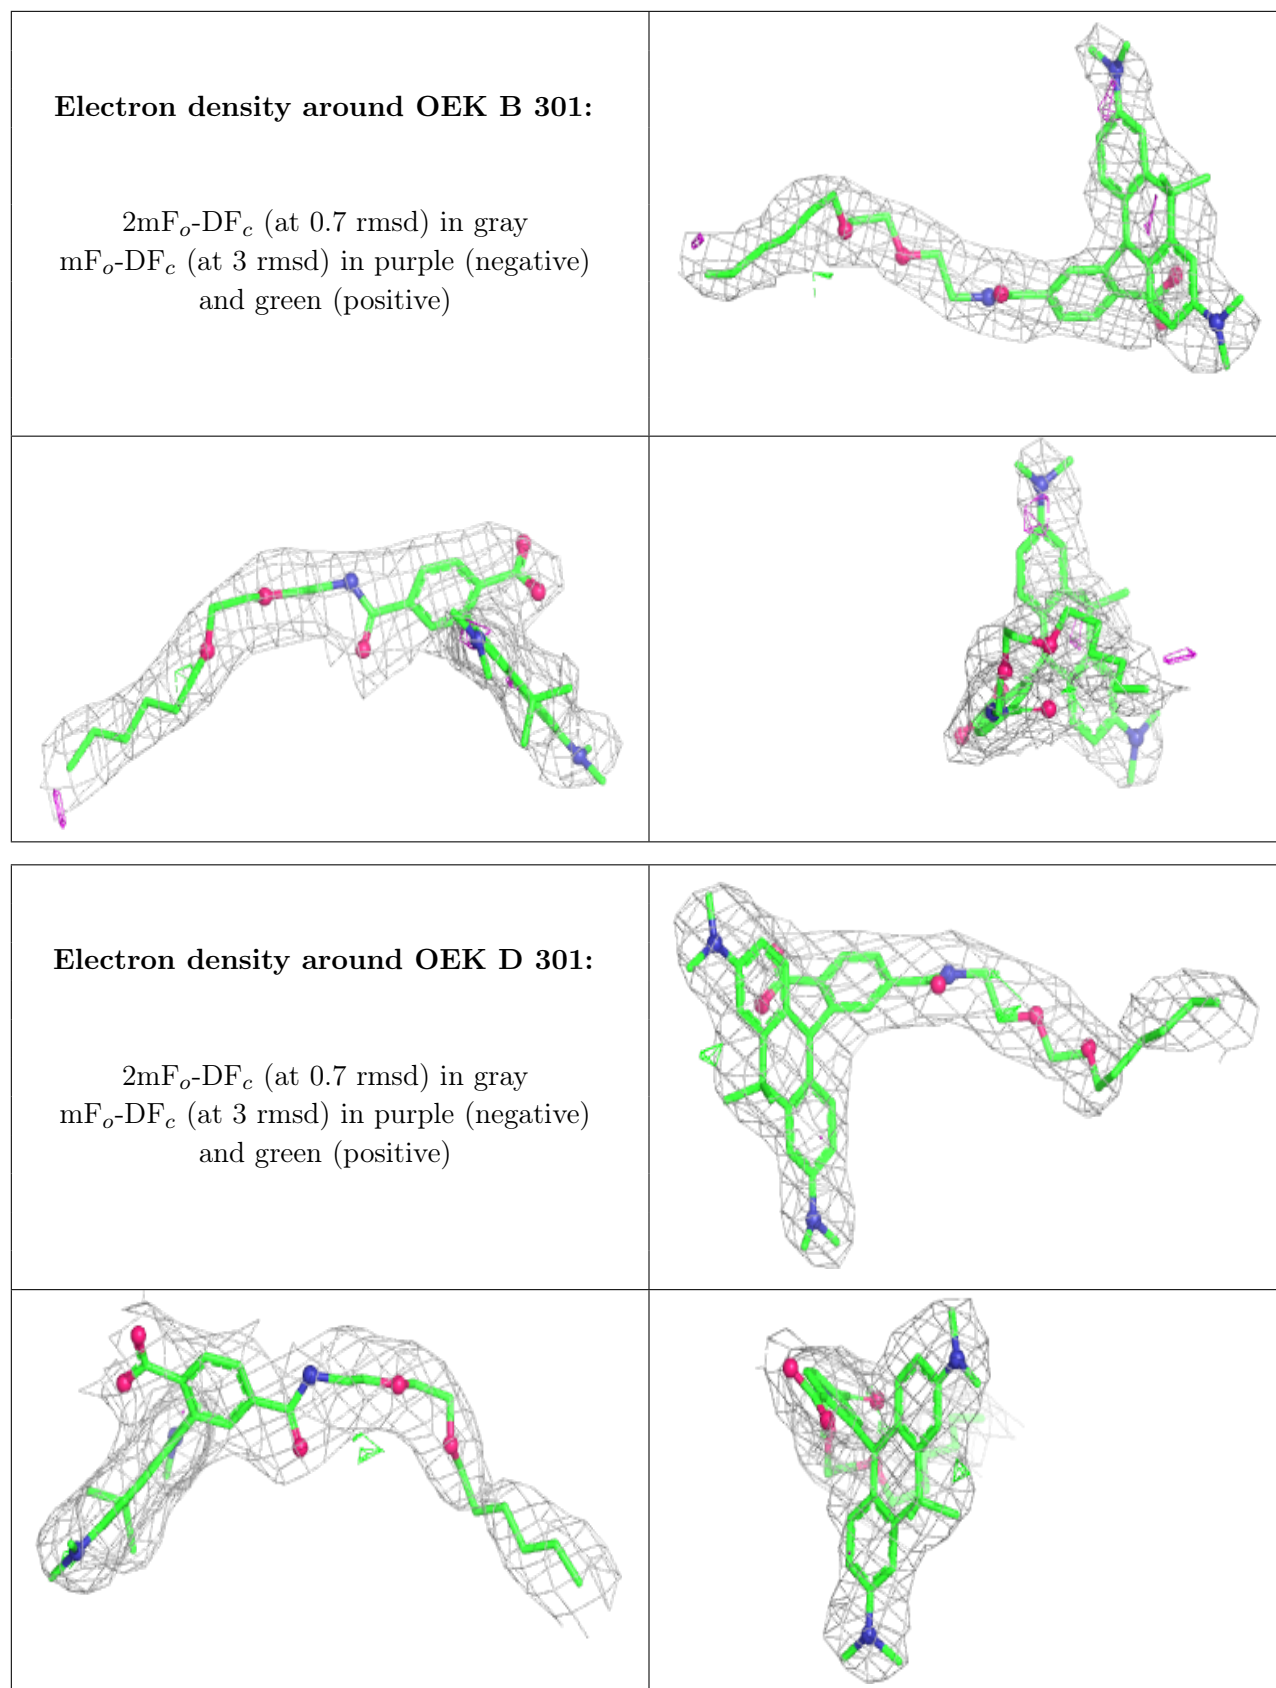 Electron density around OEK B 301:
2mFₒ-DF𝒸 (at 0.7 rmsd) in gray
mFₒ-DF𝒸 (at 3 rmsd) in purple (negative)
and green (positive)
Electron density around OEK D 301:
2mFₒ-DF𝒸 (at 0.7 rmsd) in gray
mFₒ-DF𝒸 (at 3 rmsd) in purple (negative)
and green (positive)